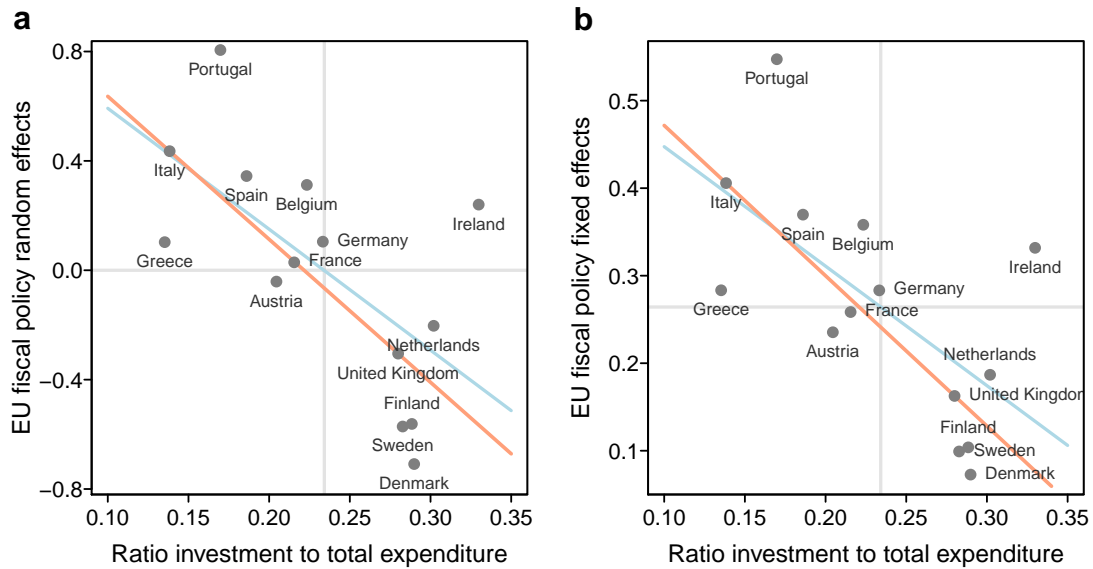 a
EU fiscal policy random effects
0.8
0.4
0.0
−0.4
−0.8
Portugal
Italy
Spain
Belgium
Ireland
Germany
Greece
France
Austria
Netherlands
United Kingdom
Finland
Sweden
Denmark
0.10 0.15 0.20 0.25 0.30 0.35
Ratio investment to total expenditure
b
EU fiscal policy fixed effects
0.5
0.4
0.3
0.2
0.1
Portugal
Italy
Spain
Belgium
Ireland
Germany
Greece
France
Austria
Netherlands
United Kingdor
Finland
Sweden
Denmark
0.10 0.15 0.20 0.25 0.30 0.35
Ratio investment to total expenditure